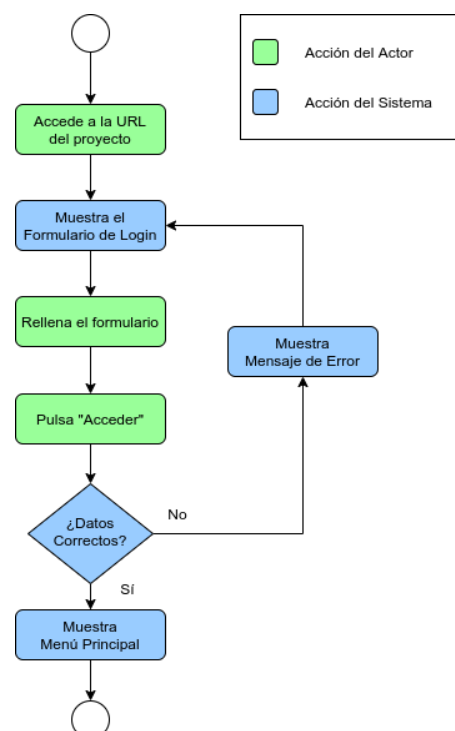 Acción del Actor
Acción del Sistema
Accede a la URL
del proyecto
Muestra el
Formulario de Login
Rellena el formulario
Muestra
Mensaje de Error
Pulsa "Acceder"
¿Datos
Correctos?
No
Sí
Muestra
Menú Principal